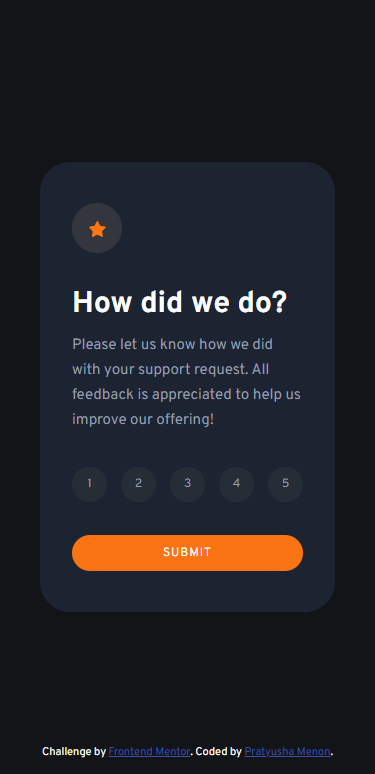 How did we do?
Please let us know how we did
with your support request. All
feedback is appreciated to help us
improve our offering!
1 2 3 4 5
SUBMIT
Challenge by Frontend Mentor. Coded by Pratyusha Menon.